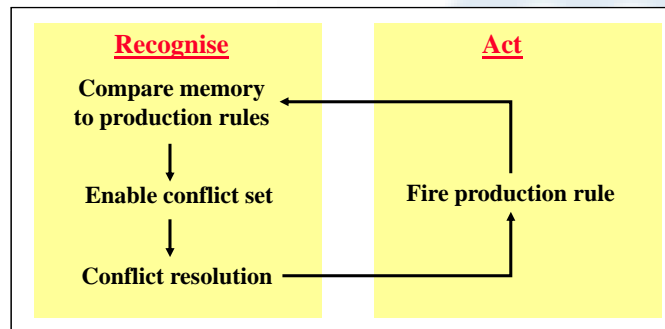 Recognise
Compare memory
to production rules
Enable conflict set
Conflict resolution
Act
Fire production rule